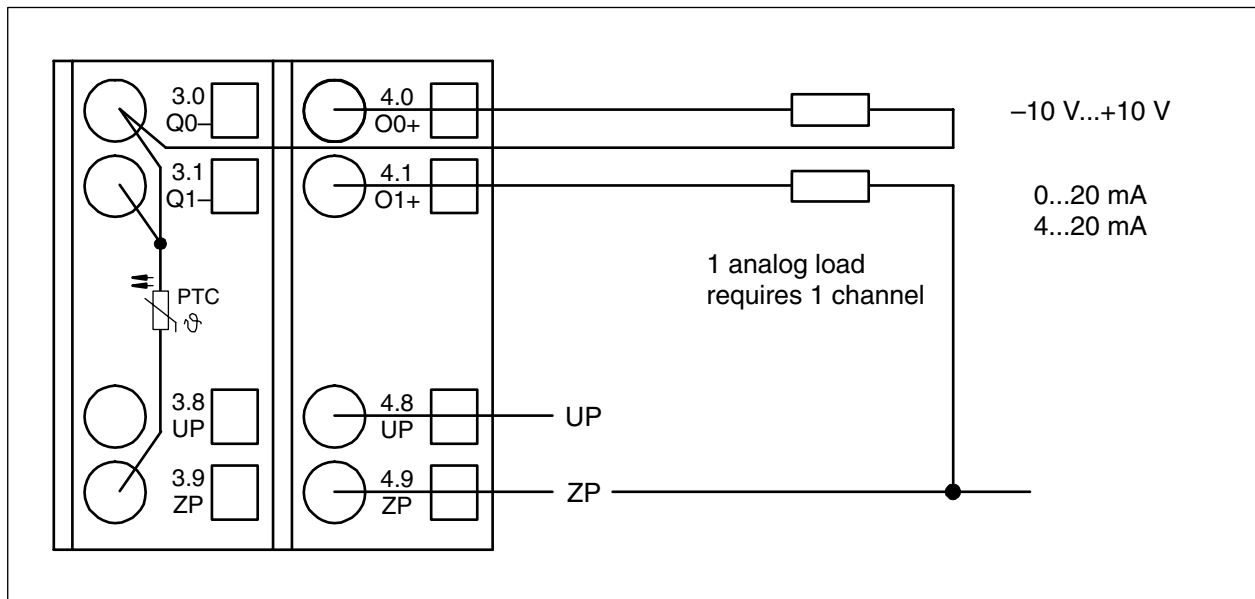 3.0
Q0–
4.0
O0+
–10 V...+10 V
3.1
Q1–
4.1
O1+
0...20 mA
4...20 mA
1 analog load
requires 1 channel
PTC
ϑ
3.8
UP
4.8
UP
UP
3.9
ZP
4.9
ZP
ZP